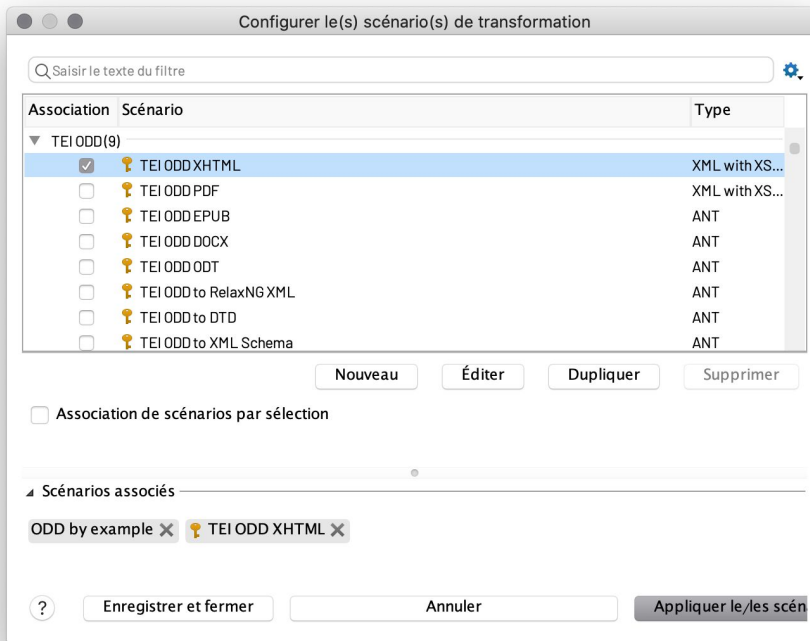 Configurer le(s) scénario(s) de transformation
Saisir le texte du filtre
Association Scénario Type
TEI ODD (9)
TEI ODD XHTML XML with XS...
TEI ODD PDF XML with XS...
TEI ODD EPUB ANT
TEI ODD DOCX ANT
TEI ODD ODT ANT
TEI ODD to RelaxNG XML ANT
TEI ODD to DTD ANT
TEI ODD to XML Schema ANT
Nouveau Éditer Dupliquer Supprimer
Association de scénarios par sélection
Scénarios associés
ODD by example TEI ODD XHTML
? Enregistrer et fermer Annuler Appliquer le/les scén